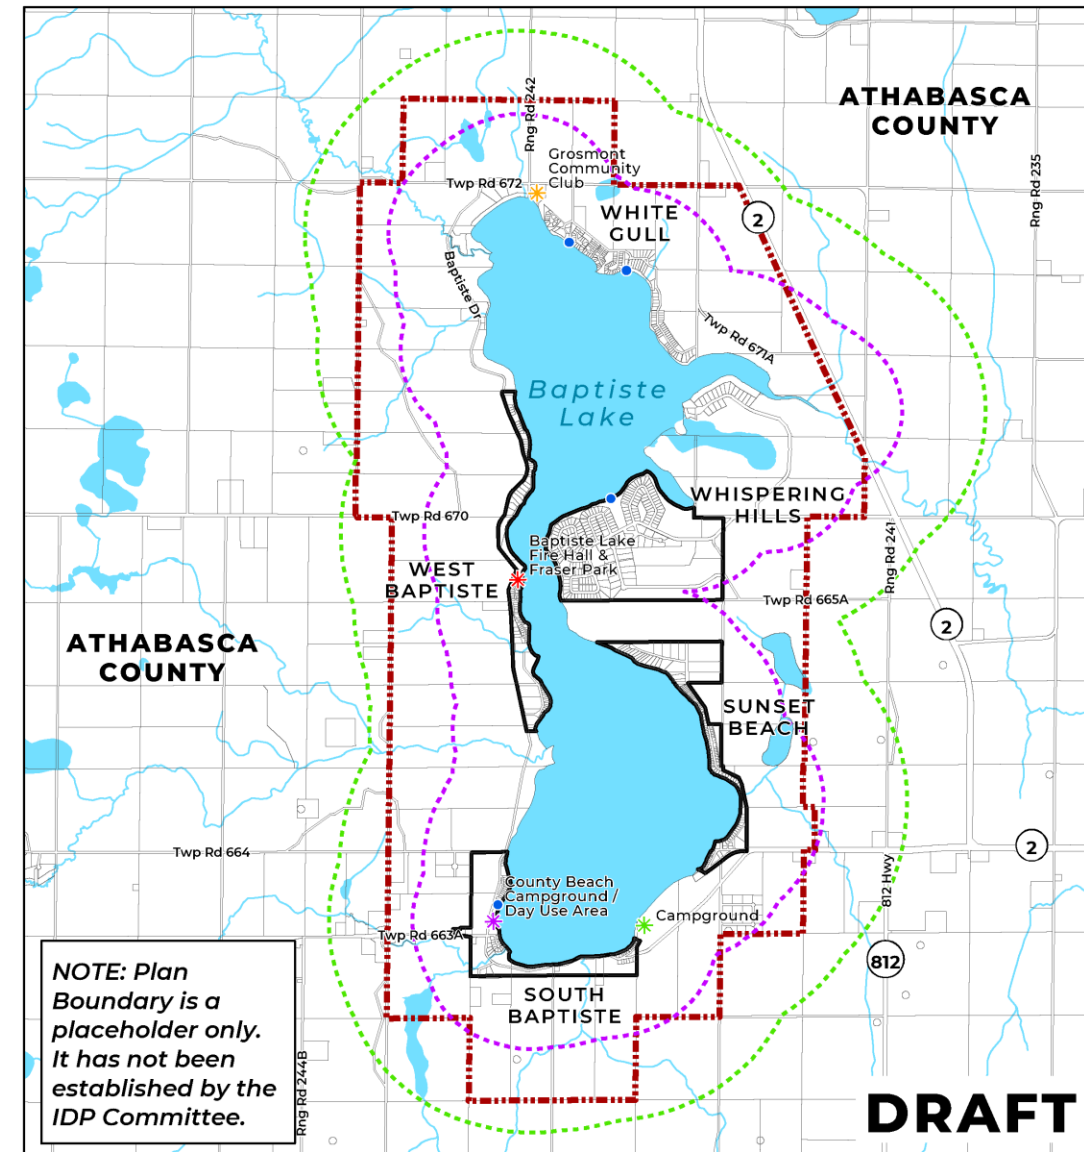 ATHABASCA
COUNTY
Rng Rd 242
Rng Rd 235
Grosmont
Community
Club
Twp Rd 672
WHITE
GULL
2
Baptiste Dr
Twp Rd 671A
Baptiste
Lake
WHISPERING
HILLS
Twp Rd 670
Baptiste Lake
Fire Hall &
Fraser Park
WEST
BAPTISTE
Rng Rd 241
Twp Rd 665A
2
ATHABASCA
COUNTY
SUNSET
BEACH
Twp Rd 664
2
812 Hwy
County Beach
Campground /
Day Use Area
Campground
Twp Rd 663A
812
NOTE: Plan
Boundary is a
placeholder only.
It has not been
established by the
IDP Committee.
SOUTH
BAPTISTE
Rng Rd 244B
DRAFT